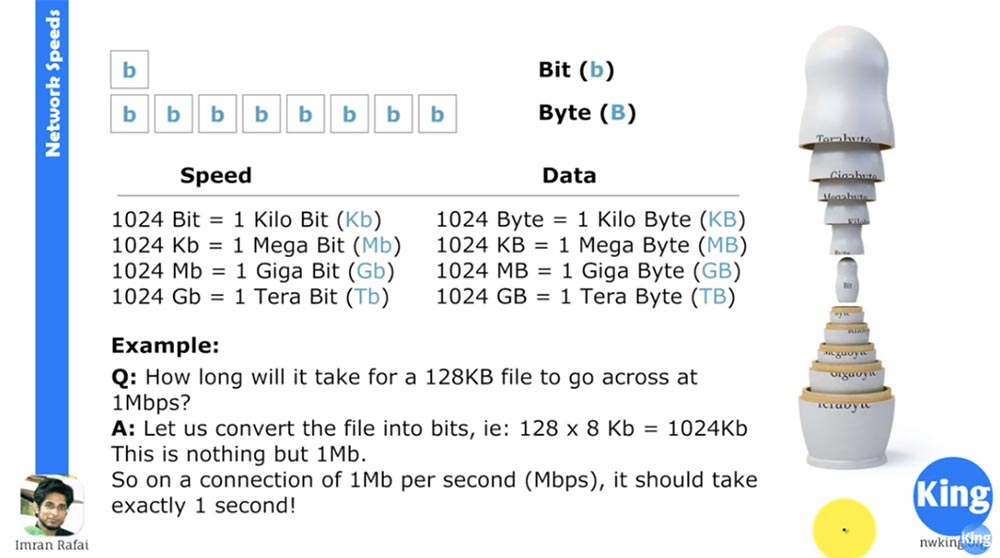 Network Speeds
b
Bit (b)
b b b b b b b b
Byte (B)
Speed
Data
1024 Bit = 1 Kilo Bit (Kb)
1024 Byte = 1 Kilo Byte (KB)
1024 Kb = 1 Mega Bit (Mb)
1024 KB = 1 Mega Byte (MB)
1024 Mb = 1 Giga Bit (Gb)
1024 MB = 1 Giga Byte (GB)
1024 Gb = 1 Tera Bit (Tb)
1024 GB = 1 Tera Byte (TB)
Example:
Q: How long will it take for a 128KB file to go across at
1Mbps?
A: Let us convert the file into bits, ie: 128 x 8 Kb = 1024Kb
This is nothing but 1Mb.
So on a connection of 1Mb per second (Mbps), it should take
exactly 1 second!
Terabyte
Gigabyte
Megabyte
Byte
Bit
Byte
Megabyte
Gigabyte
Terabyte
Imran Rafai
King
King